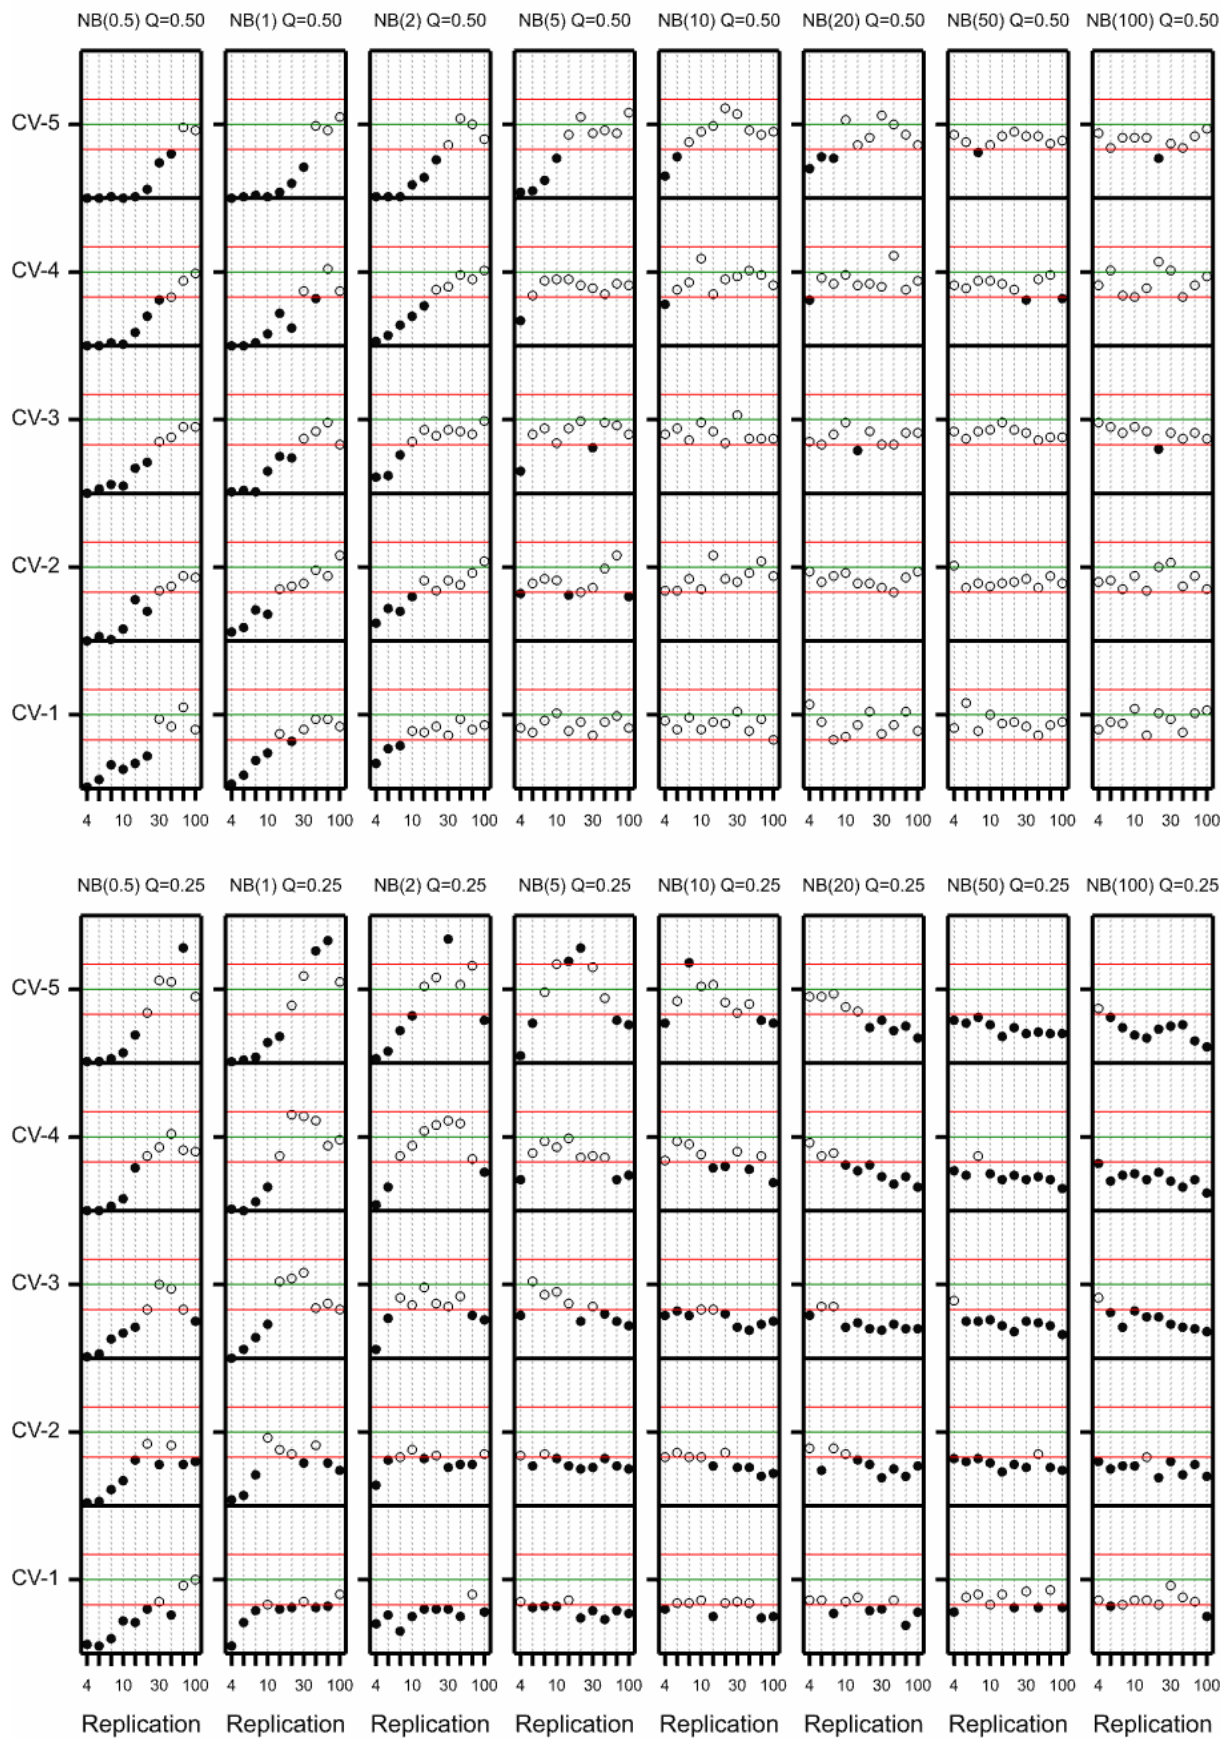 NB(0.5) Q=0.50 NB(1) Q=0.50 NB(2) Q=0.50 NB(5) Q=0.50 NB(10) Q=0.50 NB(20) Q=0.50 NB(50) Q=0.50 NB(100) Q=0.50
CV-5
CV-4
CV-3
CV-2
CV-1
4 10 30 100 4 10 30 100 4 10 30 100 4 10 30 100 4 10 30 100 4 10 30 100 4 10 30 100 4 10 30 100
NB(0.5) Q=0.25 NB(1) Q=0.25 NB(2) Q=0.25 NB(5) Q=0.25 NB(10) Q=0.25 NB(20) Q=0.25 NB(50) Q=0.25 NB(100) Q=0.25
CV-5
CV-4
CV-3
CV-2
CV-1
4 10 30 100 4 10 30 100 4 10 30 100 4 10 30 100 4 10 30 100 4 10 30 100 4 10 30 100 4 10 30 100
Replication Replication Replication Replication Replication Replication Replication Replication